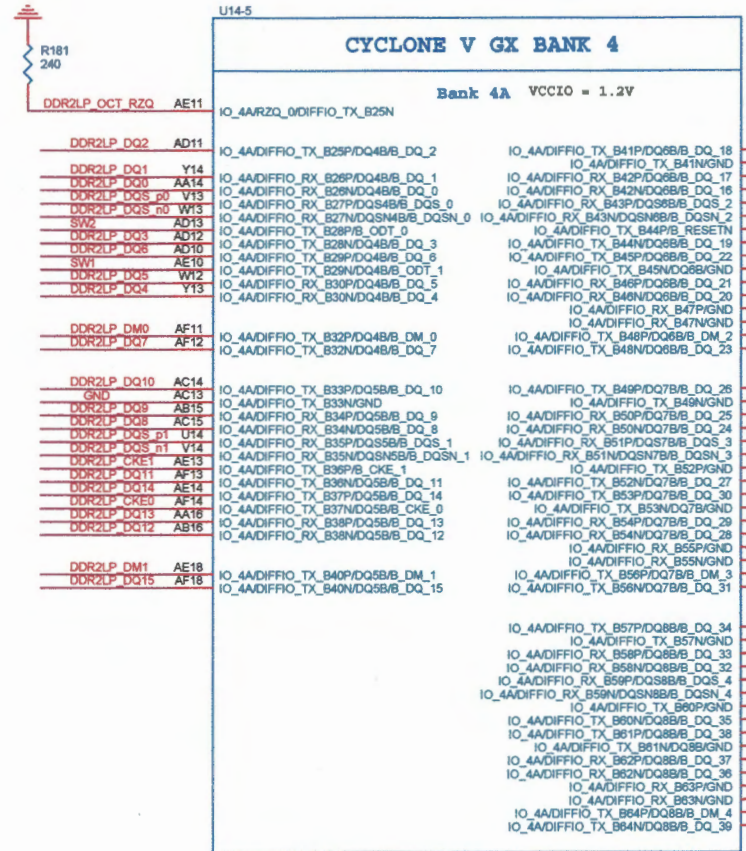 U14-5
CYCLONE V GX BANK 4
Bank 4A VCCIO = 1.2V
R181
240
DDR2LP_OCT_RZQ AE11 IO_4A/RZQ_0/DIFFIO_TX_B25N
DDR2LP_DQ2 AD11 IO_4A/DIFFIO_TX_B25P/DQ4B/B_DQ_2
DDR2LP_DQ1 Y14 IO_4A/DIFFIO_RX_B26P/DQ4B/B_DQ_1
DDR2LP_DQ0 AA14 IO_4A/DIFFIO_RX_B26N/DQ4B/B_DQ_0
DDR2LP_DQS_p0 V13 IO_4A/DIFFIO_RX_B27P/DQS4B/B_DQS_0
DDR2LP_DQS_n0 W13 IO_4A/DIFFIO_RX_B27N/DQSN4B/B_DQSN_0
SW2 AD13 IO_4A/DIFFIO_TX_B28P/B_ODT_0
DDR2LP_DQ3 AD12 IO_4A/DIFFIO_TX_B28N/DQ4B/B_DQ_3
DDR2LP_DQ6 AD10 IO_4A/DIFFIO_TX_B29P/DQ4B/B_DQ_6
SW1 AE10 IO_4A/DIFFIO_TX_B29N/DQ4B/B_ODT_1
DDR2LP_DQ5 W12 IO_4A/DIFFIO_RX_B30P/DQ4B/B_DQ_5
DDR2LP_DQ4 Y13 IO_4A/DIFFIO_RX_B30N/DQ4B/B_DQ_4
DDR2LP_DM0 AF11 IO_4A/DIFFIO_TX_B32P/DQ4B/B_DM_0
DDR2LP_DQ7 AF12 IO_4A/DIFFIO_TX_B32N/DQ4B/B_DQ_7
DDR2LP_DQ10 AC14 IO_4A/DIFFIO_TX_B33P/DQ5B/B_DQ_10
GND AC13 IO_4A/DIFFIO_TX_B33N/GND
DDR2LP_DQ9 AB15 IO_4A/DIFFIO_RX_B34P/DQ5B/B_DQ_9
DDR2LP_DQ8 AC15 IO_4A/DIFFIO_RX_B34N/DQ5B/B_DQ_8
DDR2LP_DQS_p1 U14 IO_4A/DIFFIO_RX_B35P/DQS5B/B_DQS_1
DDR2LP_DQS_n1 V14 IO_4A/DIFFIO_RX_B35N/DQSN5B/B_DQSN_1
DDR2LP_CKE1 AE13 IO_4A/DIFFIO_TX_B36P/B_CKE_1
DDR2LP_DQ11 AF13 IO_4A/DIFFIO_TX_B36N/DQ5B/B_DQ_11
DDR2LP_DQ14 AE14 IO_4A/DIFFIO_TX_B37P/DQ5B/B_DQ_14
DDR2LP_CKE0 AF14 IO_4A/DIFFIO_TX_B37N/DQ5B/B_CKE_0
DDR2LP_DQ13 AA16 IO_4A/DIFFIO_RX_B38P/DQ5B/B_DQ_13
DDR2LP_DQ12 AB16 IO_4A/DIFFIO_RX_B38N/DQ5B/B_DQ_12
DDR2LP_DM1 AE18 IO_4A/DIFFIO_TX_B40P/DQ5B/B_DM_1
DDR2LP_DQ15 AF18 IO_4A/DIFFIO_TX_B40N/DQ5B/B_DQ_15
IO_4A/DIFFIO_TX_B41P/DQ6B/B_DQ_18
IO_4A/DIFFIO_TX_B41N/GND
IO_4A/DIFFIO_RX_B42P/DQ6B/B_DQ_17
IO_4A/DIFFIO_RX_B42N/DQ6B/B_DQ_16
IO_4A/DIFFIO_RX_B43P/DQS6B/B_DQS_2
IO_4A/DIFFIO_RX_B43N/DQSN6B/B_DQSN_2
IO_4A/DIFFIO_TX_B44P/B_RESETN
IO_4A/DIFFIO_TX_B44N/DQ6B/B_DQ_19
IO_4A/DIFFIO_TX_B45P/DQ6B/B_DQ_22
IO_4A/DIFFIO_TX_B45N/DQ6B/GND
IO_4A/DIFFIO_RX_B46P/DQ6B/B_DQ_21
IO_4A/DIFFIO_RX_B46N/DQ6B/B_DQ_20
IO_4A/DIFFIO_RX_B47P/GND
IO_4A/DIFFIO_RX_B47N/GND
IO_4A/DIFFIO_TX_B48P/DQ6B/B_DM_2
IO_4A/DIFFIO_TX_B48N/DQ6B/B_DQ_23
IO_4A/DIFFIO_TX_B49P/DQ7B/B_DQ_26
IO_4A/DIFFIO_TX_B49N/GND
IO_4A/DIFFIO_RX_B50P/DQ7B/B_DQ_25
IO_4A/DIFFIO_RX_B50N/DQ7B/B_DQ_24
IO_4A/DIFFIO_RX_B51P/DQS7B/B_DQS_3
IO_4A/DIFFIO_RX_B51N/DQSN7B/B_DQSN_3
IO_4A/DIFFIO_TX_B52P/GND
IO_4A/DIFFIO_TX_B52N/DQ7B/B_DQ_27
IO_4A/DIFFIO_TX_B53P/DQ7B/B_DQ_30
IO_4A/DIFFIO_TX_B53N/DQ7B/GND
IO_4A/DIFFIO_RX_B54P/DQ7B/B_DQ_29
IO_4A/DIFFIO_RX_B54N/DQ7B/B_DQ_28
IO_4A/DIFFIO_RX_B55P/GND
IO_4A/DIFFIO_RX_B55N/GND
IO_4A/DIFFIO_TX_B56P/DQ7B/B_DM_3
IO_4A/DIFFIO_TX_B56N/DQ7B/B_DQ_31
IO_4A/DIFFIO_TX_B57P/DQ8B/B_DQ_34
IO_4A/DIFFIO_TX_B57N/GND
IO_4A/DIFFIO_RX_B58P/DQ8B/B_DQ_33
IO_4A/DIFFIO_RX_B58N/DQ8B/B_DQ_32
IO_4A/DIFFIO_RX_B59P/DQS8B/B_DQS_4
IO_4A/DIFFIO_RX_B59N/DQSN8B/B_DQSN_4
IO_4A/DIFFIO_TX_B60P/GND
IO_4A/DIFFIO_TX_B60N/DQ8B/B_DQ_35
IO_4A/DIFFIO_TX_B61P/DQ8B/B_DQ_38
IO_4A/DIFFIO_TX_B61N/DQ8B/GND
IO_4A/DIFFIO_RX_B62P/DQ8B/B_DQ_37
IO_4A/DIFFIO_RX_B62N/DQ8B/B_DQ_36
IO_4A/DIFFIO_RX_B63P/GND
IO_4A/DIFFIO_RX_B63N/GND
IO_4A/DIFFIO_TX_B64P/DQ8B/B_DM_4
IO_4A/DIFFIO_TX_B64N/DQ8B/B_DQ_39